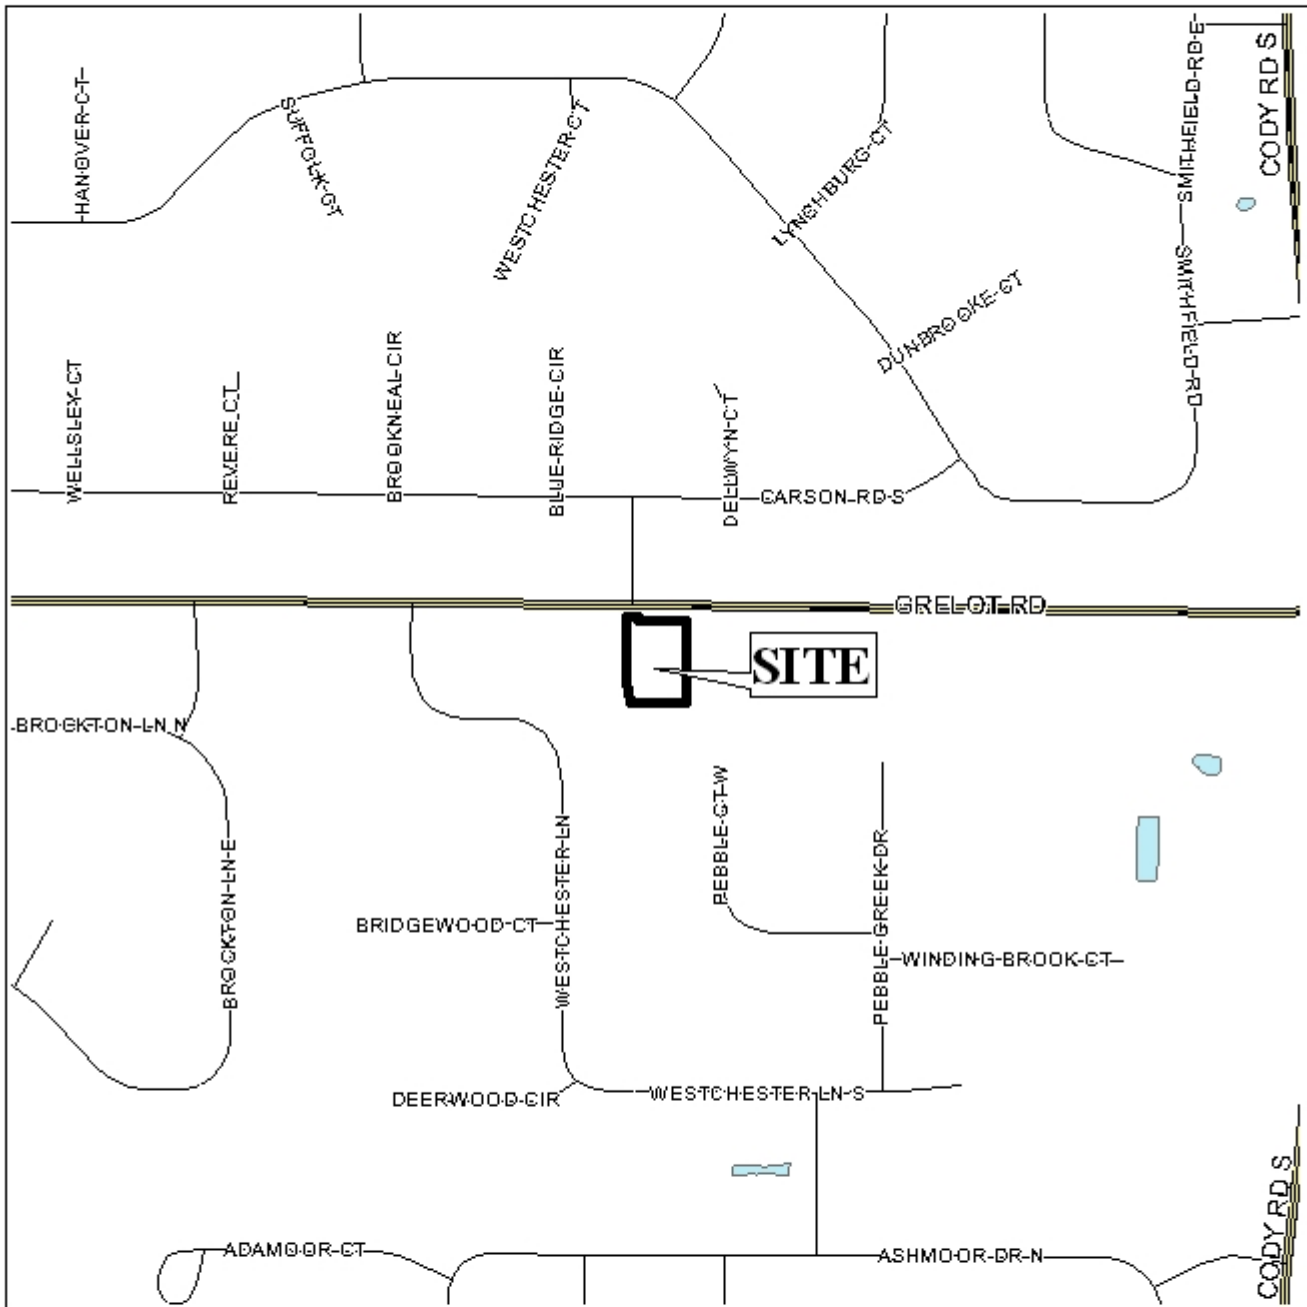 CODY RD S
HANOVER CT
SUFFOLK CT
WESTCHESTER CT
LYNCHBURG CT
SMITHFIELD RD E
SMITHFIELD RD
DUNBROOKE CT
WELLSLEY CT
REVERE CT
BROOKNEAL CIR
BLUE RIDGE CIR
DELLWYN CT
CARSON RD S
GRELOT RD
SITE
BROCKTON LN N
BROCKTON LN E
WESTCHESTER LN
PEBBLE CT W
PEBBLE CREEK DR
BRIDGEWOOD CT
WINDING BROOK CT
DEERWOOD CIR
WESTCHESTER LN S
CODY RD S
ADAMOOR CT
ASHMOOR DR N